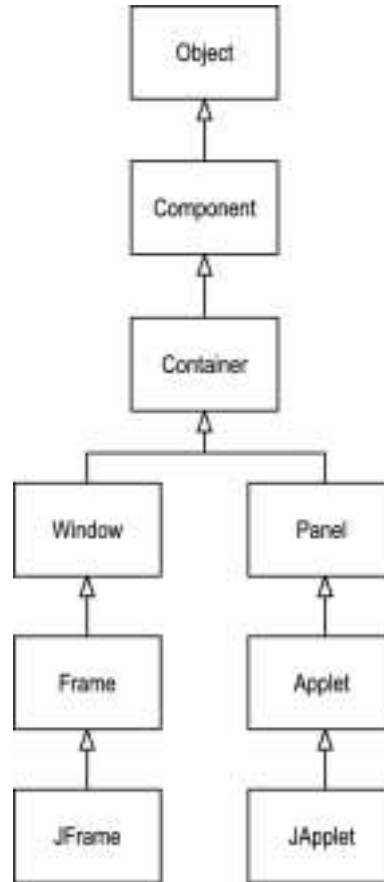 Object
Component
Container
Window
Panel
Frame
Applet
JFrame
JApplet